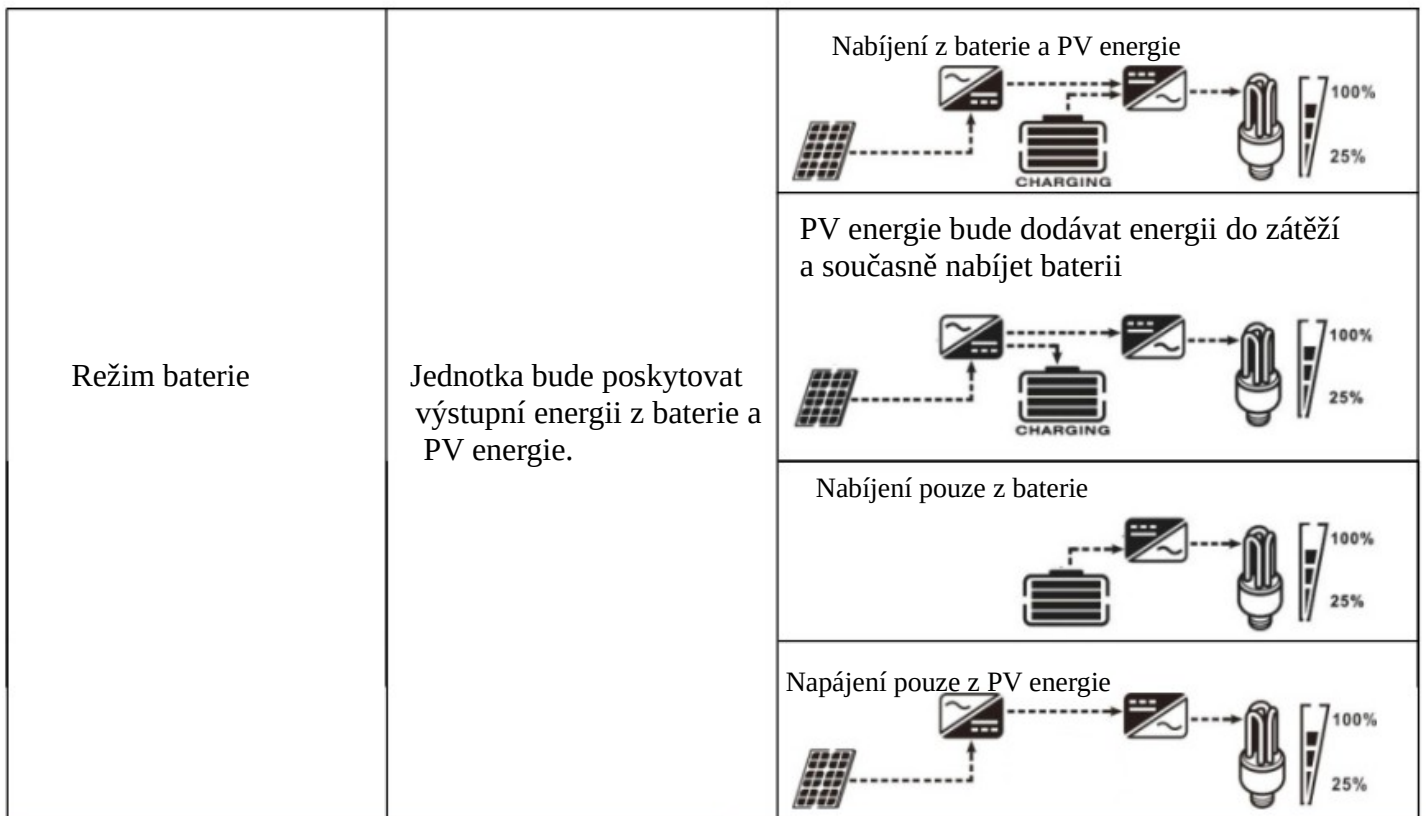 Režim baterie
Jednotka bude poskytovat
výstupní energii z baterie a
PV energie.
Nabíjení z baterie a PV energie
100%
25%
CHARGING
PV energie bude dodávat energii do zátěží
a současně nabíjet baterii
100%
25%
CHARGING
Nabíjení pouze z baterie
100%
25%
Napájení pouze z PV energie
100%
25%